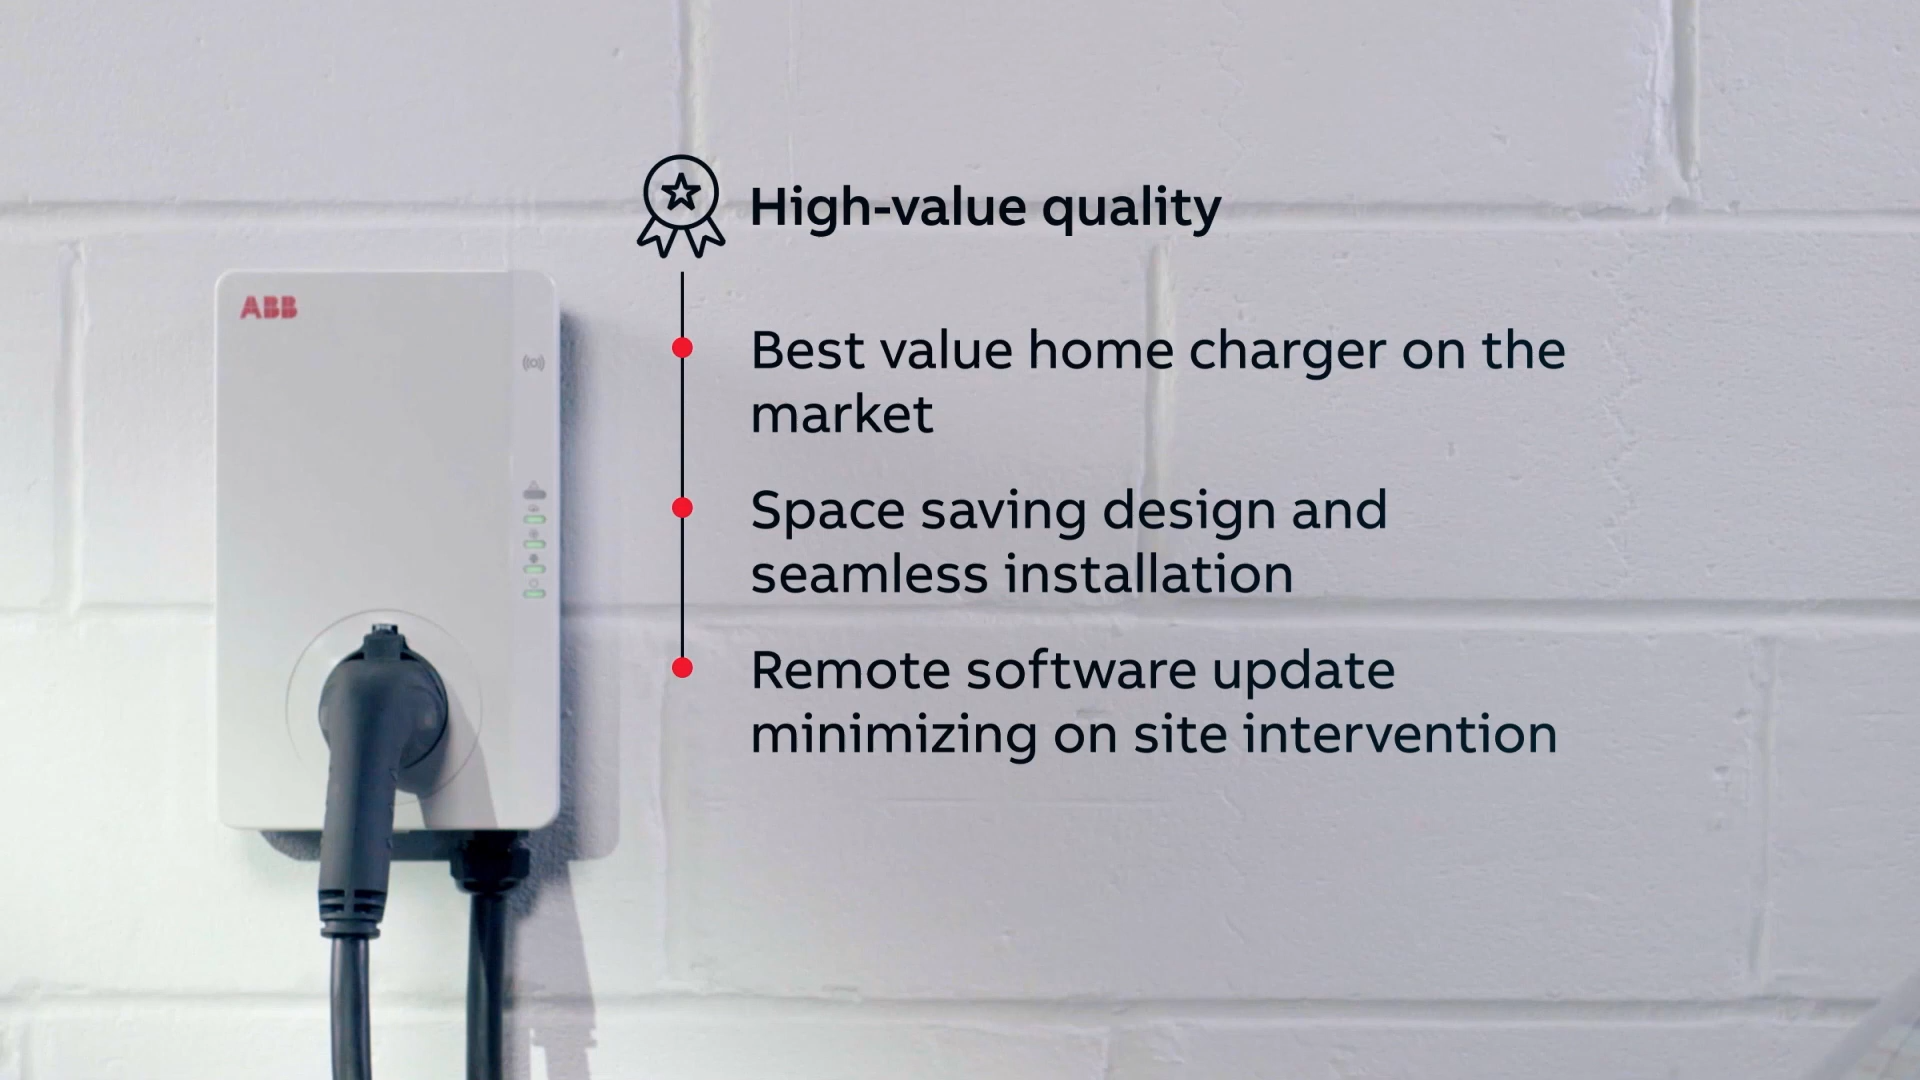 High-value quality
ABB
Best value home charger on the
market
Space saving design and
seamless installation
Remote software update
minimizing on site intervention